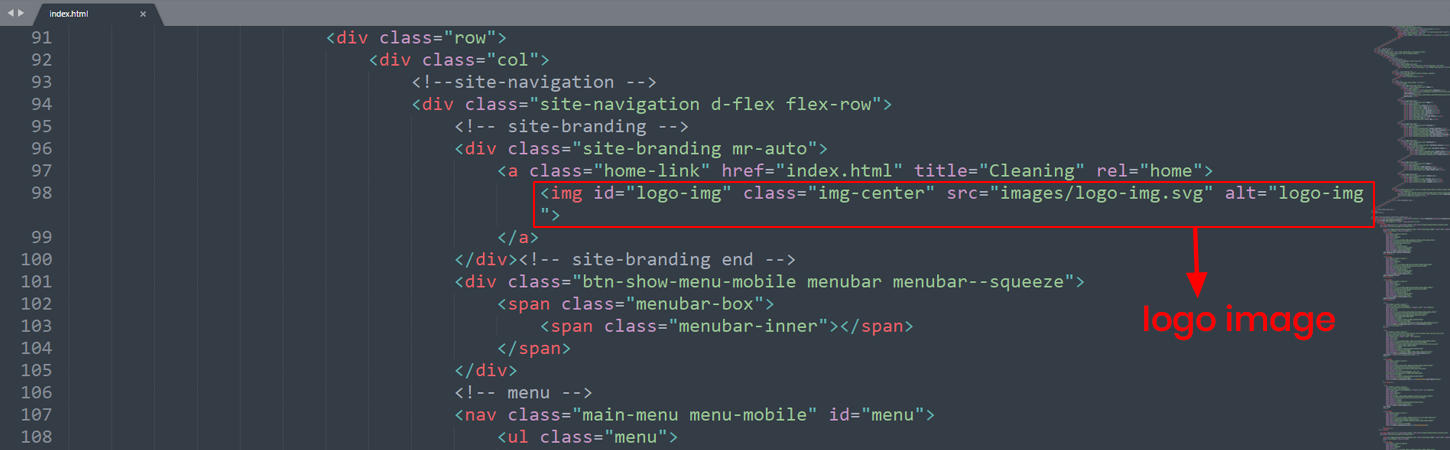 index.html ×
91 <div class="row">
92 <div class="col">
93 <!--site-navigation -->
94 <div class="site-navigation d-flex flex-row">
95 <!-- site-branding -->
96 <div class="site-branding mr-auto">
97 <a class="home-link" href="index.html" title="Cleaning" rel="home">
98 <img id="logo-img"  class="img-center" src="images/logo-img.svg" alt="logo-img
">
99 </a>
100 </div><!-- site-branding end -->
101 <div class="btn-show-menu-mobile menubar menubar--squeeze">
102 <span class="menubar-box">
103 <span class="menubar-inner"></span>
104 </span>
105 </div>
106 <!-- menu -->
107 <nav class="main-menu menu-mobile" id="menu">
108 <ul class="menu">
logo image